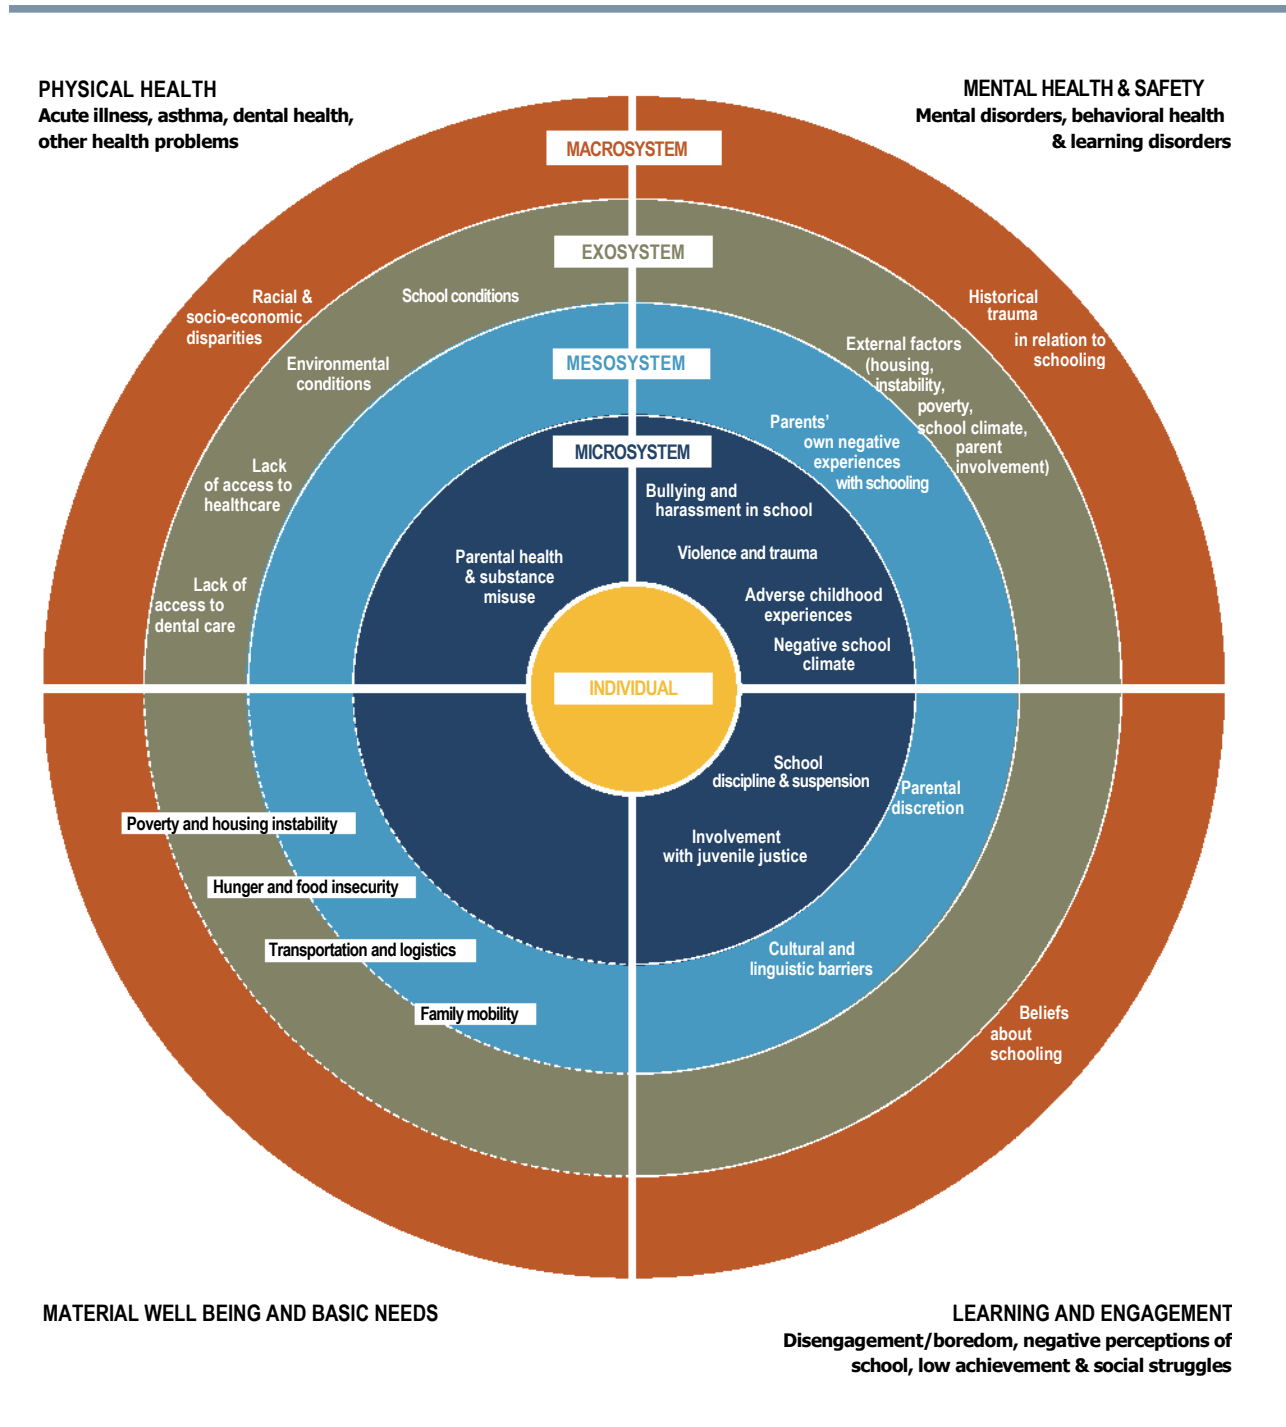 PHYSICAL HEALTH
Acute illness, asthma, dental health,
other health problems
MENTAL HEALTH & SAFETY
Mental disorders, behavioral health
& learning disorders
MACROSYSTEM
EXOSYSTEM
MESOSYSTEM
MICROSYSTEM
INDIVIDUAL
Racial &
socio-economic
disparities
School conditions
Environmental
conditions
Lack
of access to
healthcare
Lack of
access to
dental care
Parental health
& substance
misuse
Historical
trauma
in relation to
schooling
External factors
(housing,
instability,
poverty,
school climate,
parent
involvement)
Parents’
own negative
experiences
with schooling
Bullying and
harassment in school
Violence and trauma
Adverse childhood
experiences
Negative school
climate
Poverty and housing instability
Hunger and food insecurity
Transportation and logistics
Family mobility
School
discipline & suspension
Involvement
with juvenile justice
Parental
discretion
Cultural and
linguistic barriers
Beliefs
about
schooling
MATERIAL WELL BEING AND BASIC NEEDS
LEARNING AND ENGAGEMENT
Disengagement/boredom, negative perceptions of
school, low achievement & social struggles